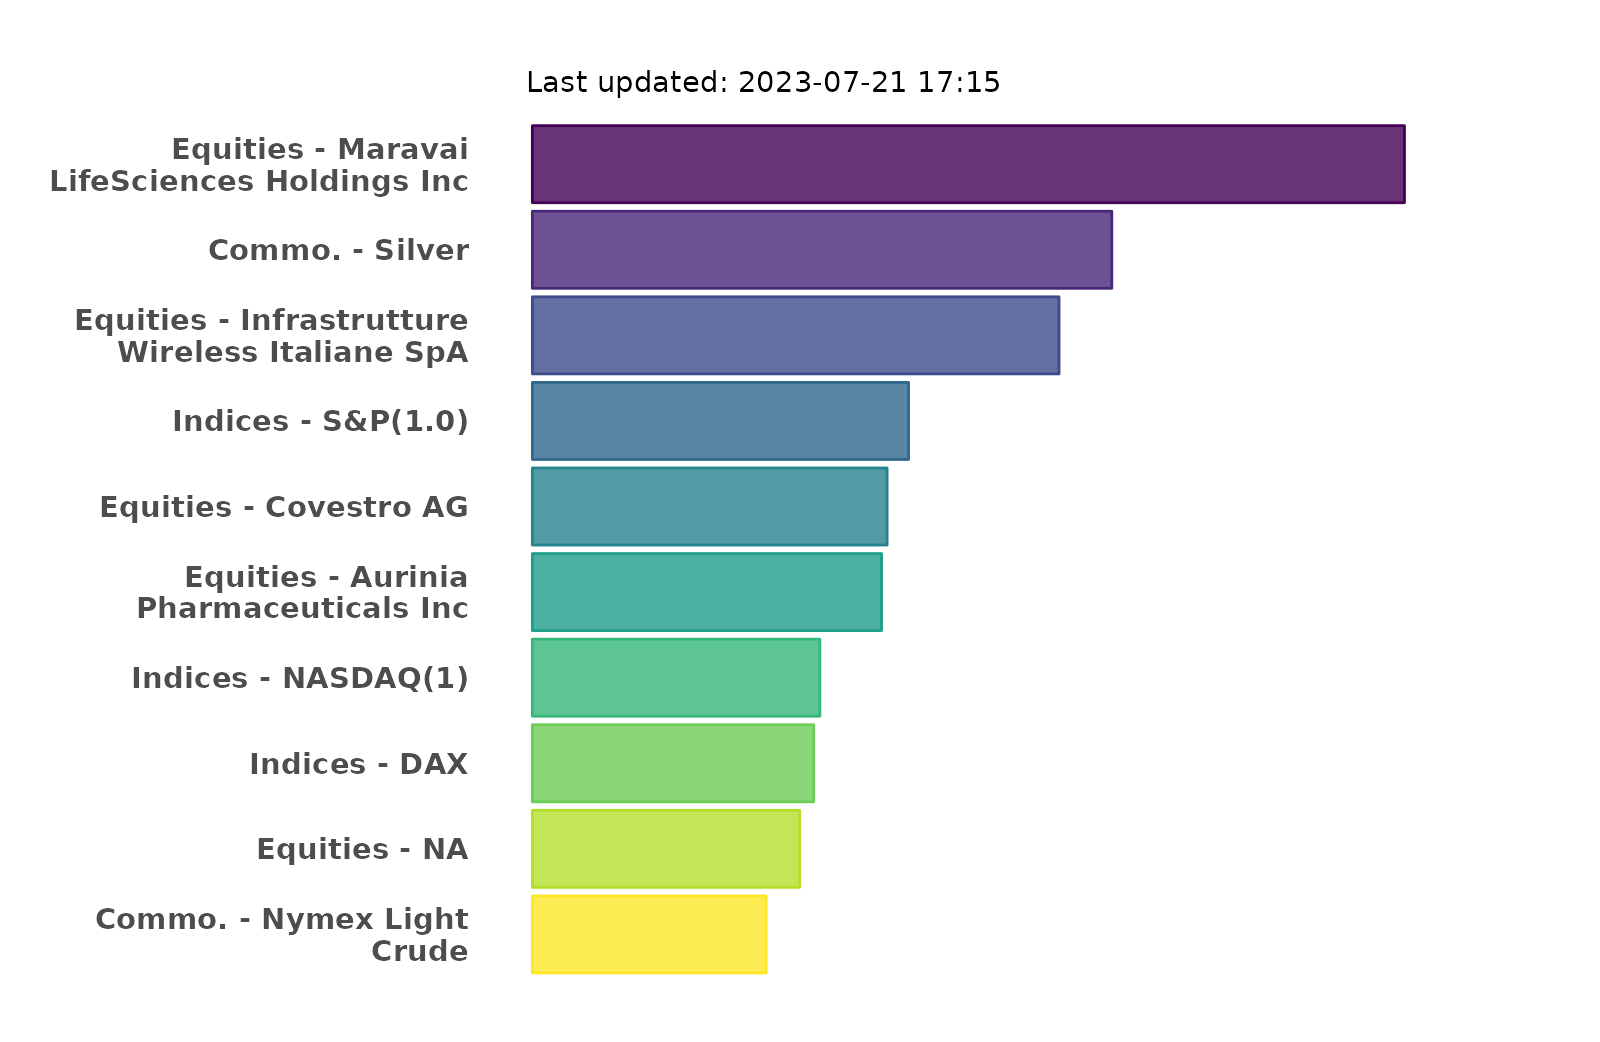 Last updated: 2023-07-21 17:15
Equities - Maravai
LifeSciences Holdings Inc
Commo. - Silver
Equities - Infrastrutture
Wireless Italiane SpA
Indices - S&P(1.0)
Equities - Covestro AG
Equities - Aurinia
Pharmaceuticals Inc
Indices - NASDAQ(1)
Indices - DAX
Equities - NA
Commo. - Nymex Light
Crude